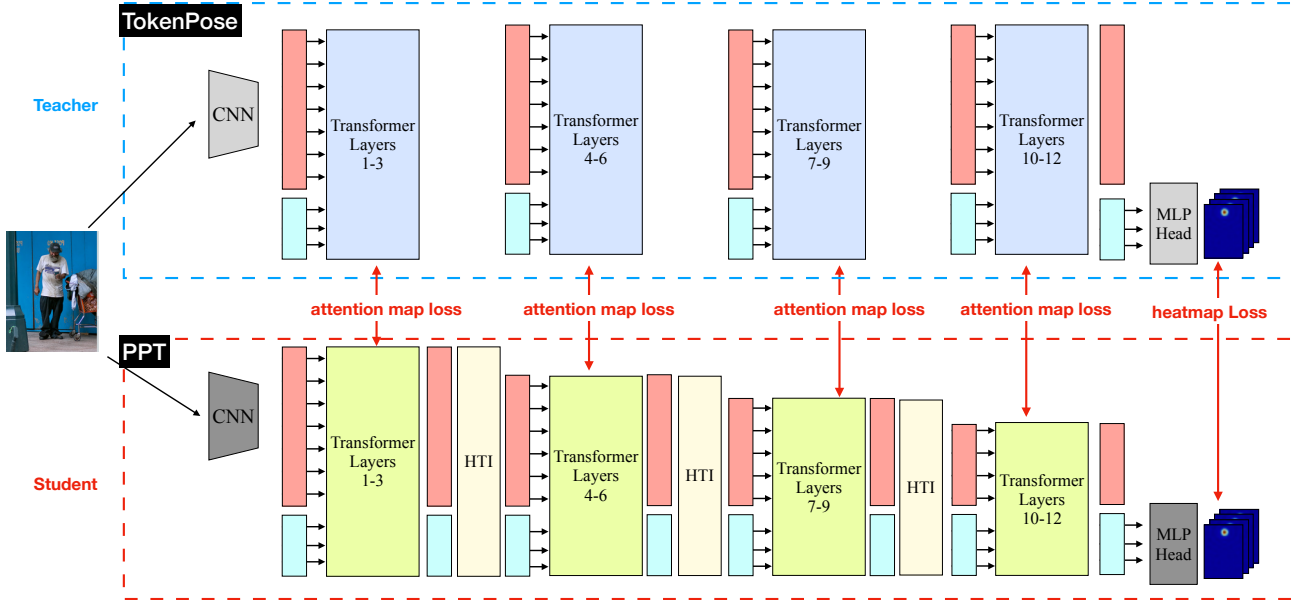 TokenPose
Teacher
CNN
Transformer
Layers
1-3
Transformer
Layers
4-6
Transformer
Layers
7-9
Transformer
Layers
10-12
MLP
Head
attention map loss
attention map loss
attention map loss
attention map loss
heatmap Loss
PPT
Student
CNN
Transformer
Layers
1-3
HTI
Transformer
Layers
4-6
HTI
Transformer
Layers
7-9
HTI
Transformer
Layers
10-12
MLP
Head